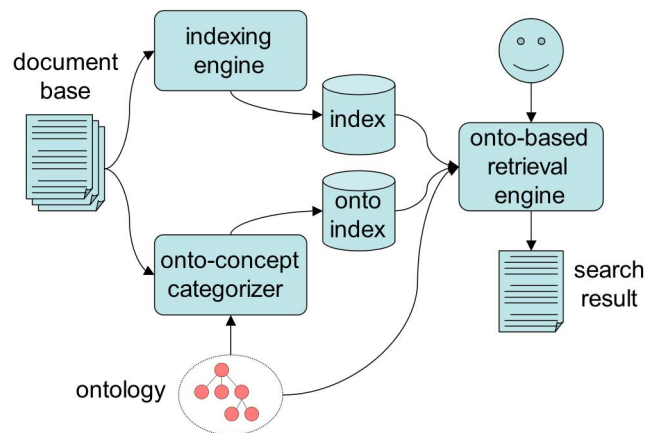 indexing
engine
document
base
index
onto-based
retrieval
engine
onto
index
onto-concept
categorizer
search
result
ontology